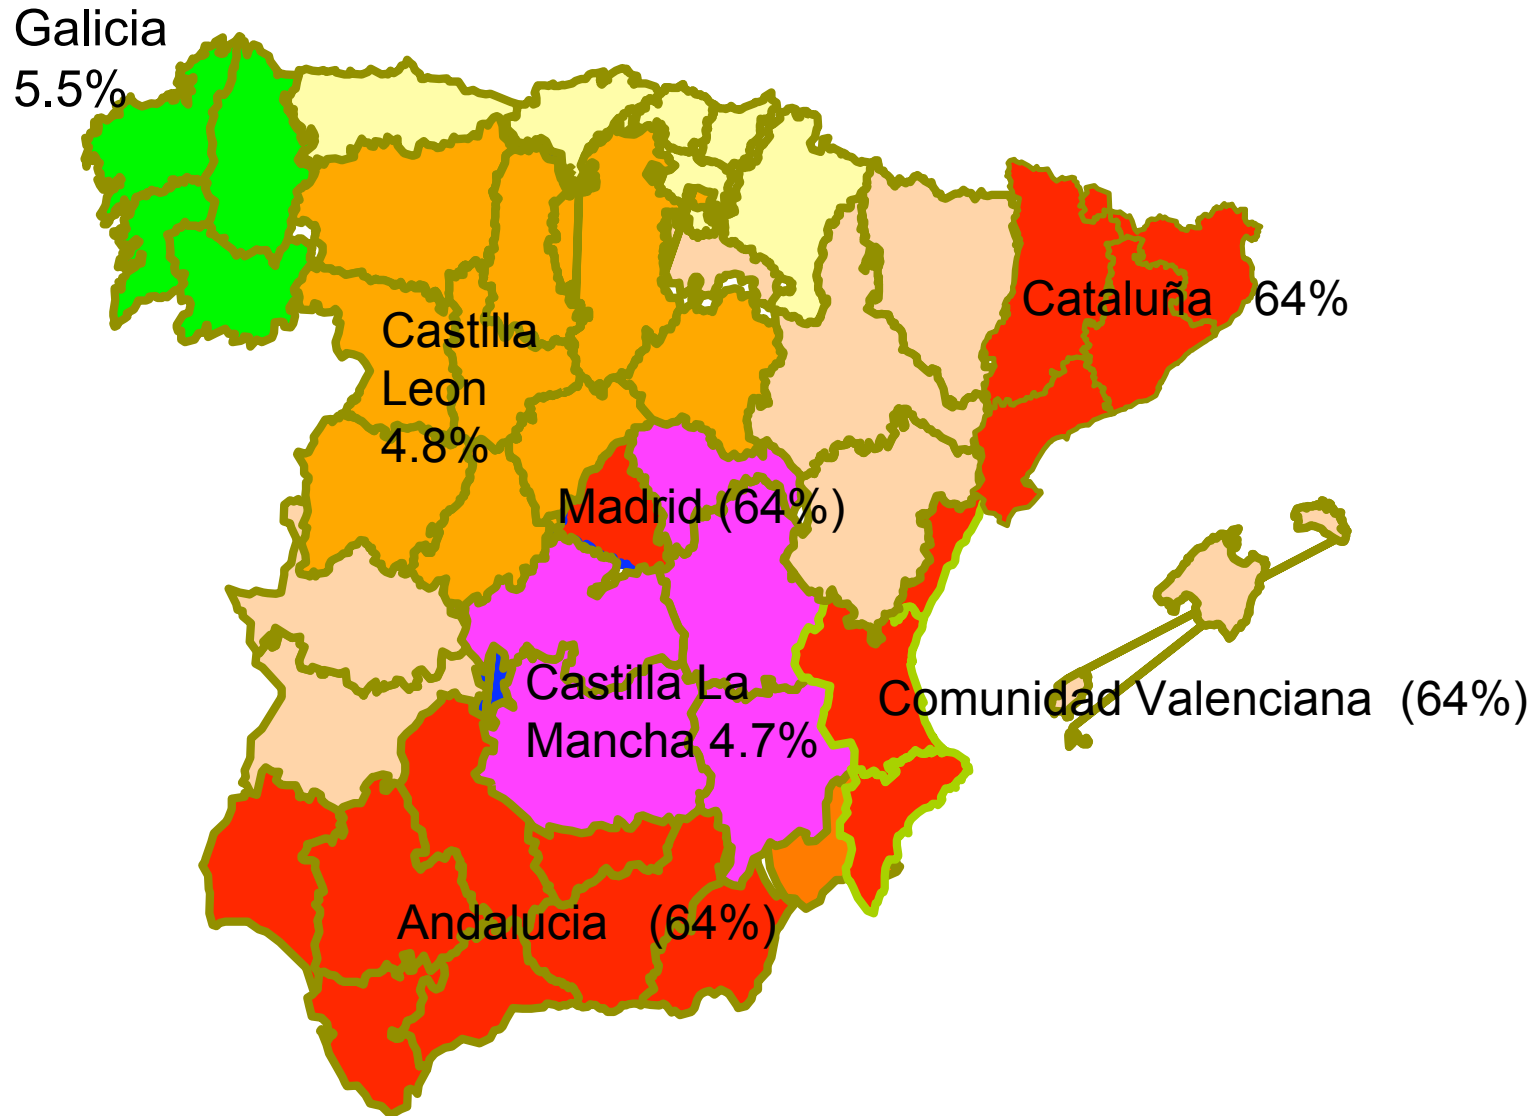 Galicia
5.5%
Cataluña 64%
Castilla
Leon
4.8%
Madrid (64%)
Castilla La
Mancha 4.7%
Comunidad Valenciana (64%)
Andalucia (64%)